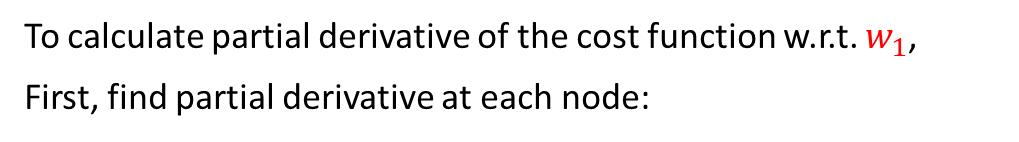 To calculate partial derivative of the cost function w.r.t. w₁,
First, find partial derivative at each node: